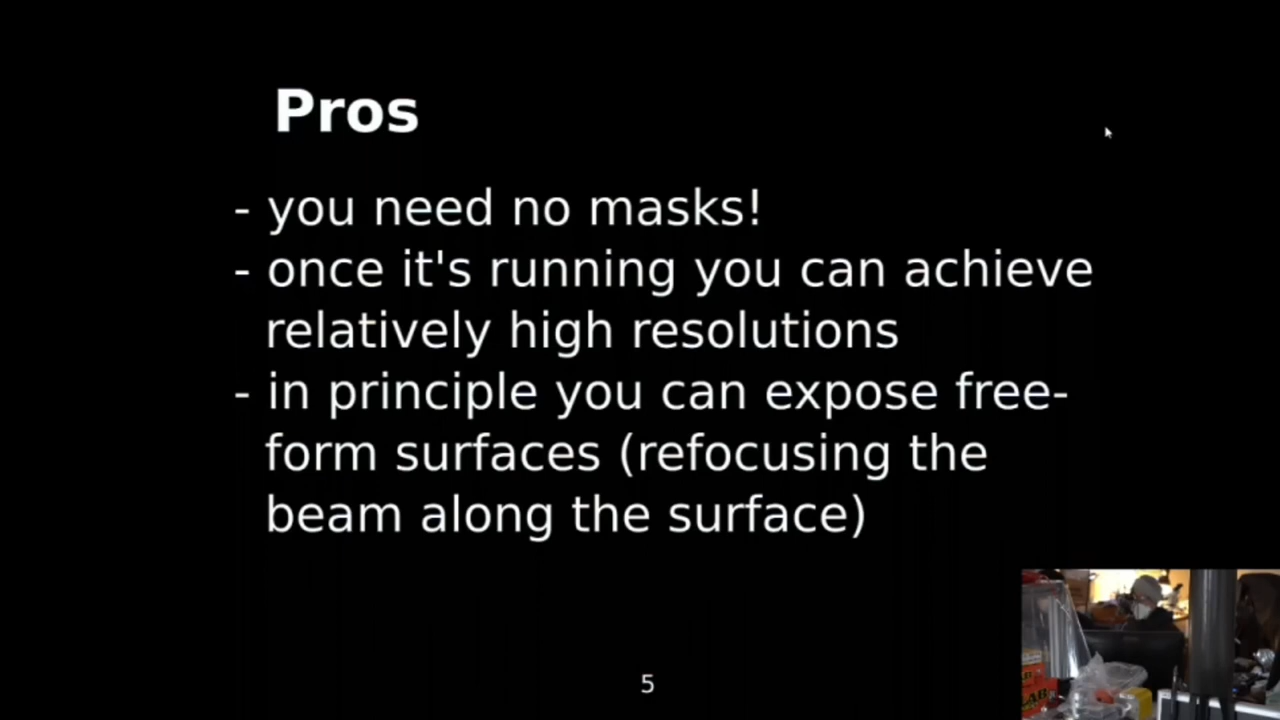 Pros
- you need no masks!
- once it's running you can achieve
relatively high resolutions
- in principle you can expose free-
form surfaces (refocusing the
beam along the surface)
5